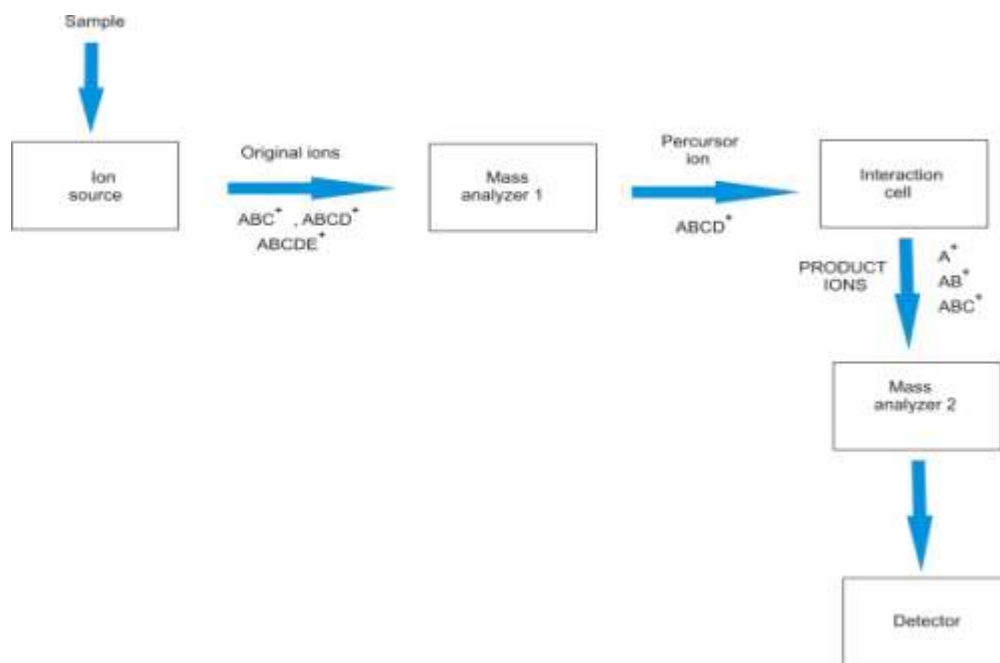 Sample
Ion
source
Original ions
ABC⁺ , ABCD⁺
ABCDE⁺
Mass
analyzer 1
Percursor
ion
ABCD⁺
Interaction
cell
PRODUCT
IONS
A⁺
AB⁺
ABC⁺
Mass
analyzer 2
Detector